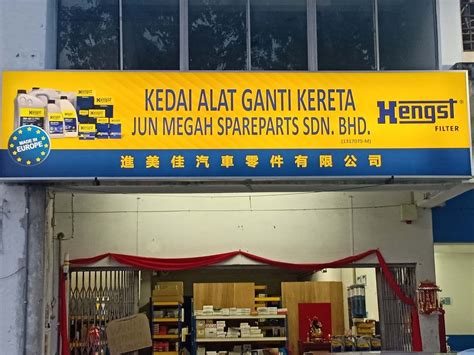 KEDAI ALAT GANTI KERETA
JUN MEGAH SPAREPARTS SDN. BHD.
(1317070-M)
進美佳汽車零件有限公司
Hengst
FILTER
MADE IN
EUROPE